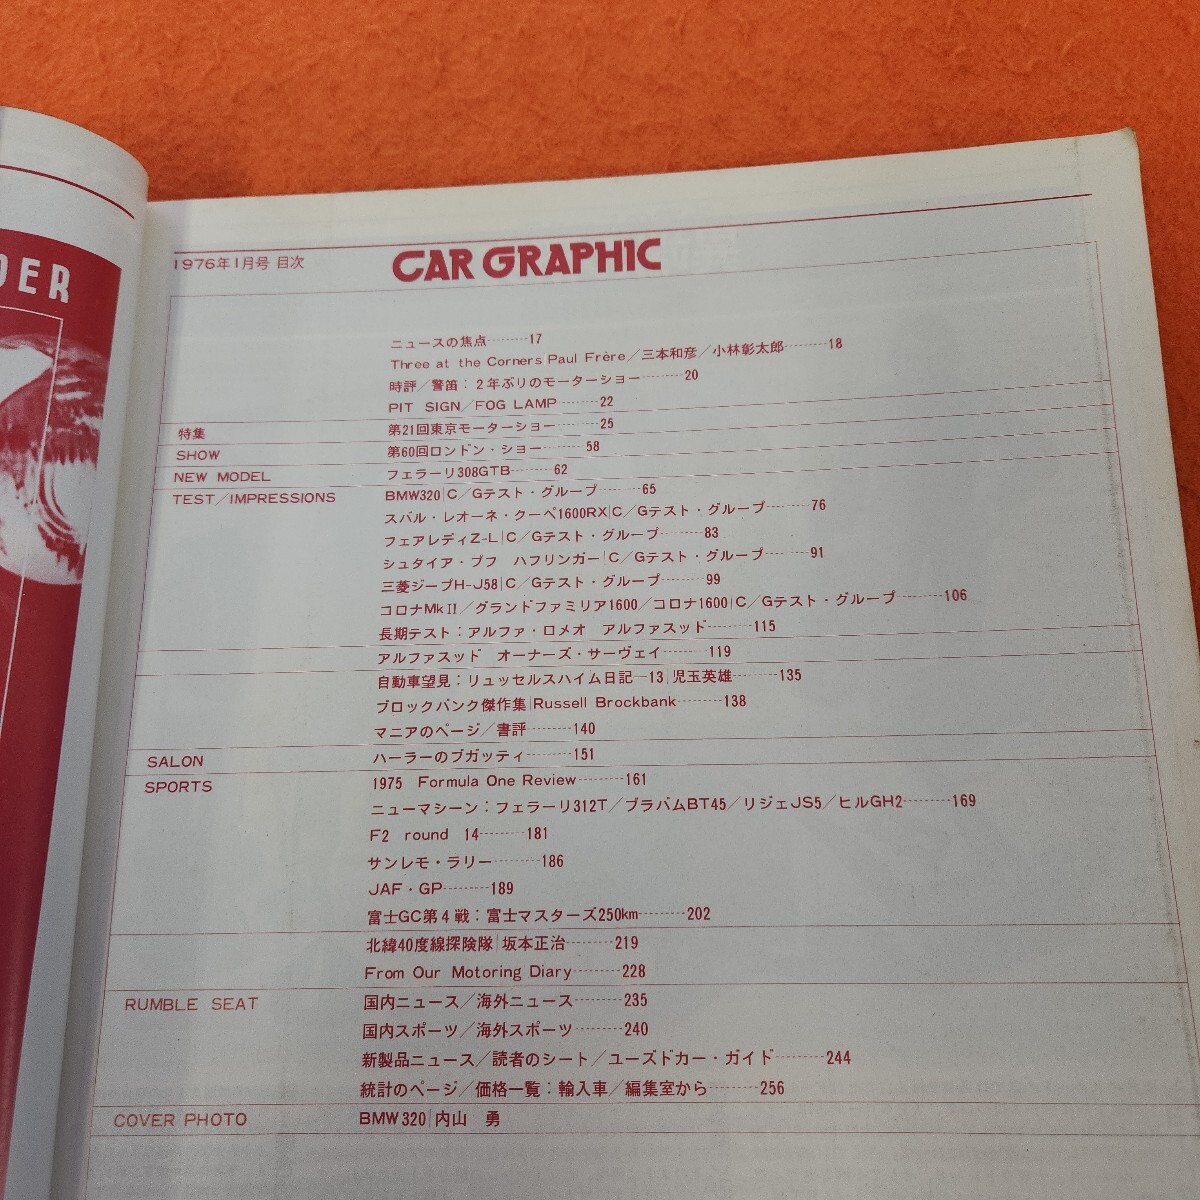 DER
1976年1月号 目次
CAR GRAPHIC
ニュースの焦点………17
Three at the Corners Paul Frère／三本和彦／小林彰太郎………18
時評／警笛：2年ぶりのモーターショー………20
PIT SIGN／FOG LAMP………22
特集 第21回東京モーターショー………25
SHOW 第60回ロンドン・ショー………58
NEW MODEL フェラーリ308GTB………62
TEST／IMPRESSIONS BMW320|C／Gテスト・グループ………65
スバル・レオーネ・クーペ1600RX|C／Gテスト・グループ………76
フェアレディZ-L|C／Gテスト・グループ………83
シュタイア・プフ ハフリンガー|C／Gテスト・グループ………91
三菱ジープH-J58|C／Gテスト・グループ………99
コロナMkⅡ／グランドファミリア1600／コロナ1600|C／Gテスト・グループ………106
長期テスト：アルファ・ロメオ アルファスッド………115
アルファスッド オーナーズ・サーヴェイ………119
自動車望見：リュッセルスハイム日記—13|児玉英雄………135
ブロックバンク傑作集|Russell Brockbank………138
マニアのページ／書評………140
SALON ハーラーのブガッティ………151
SPORTS 1975 Formula One Review………161
ニューマシーン：フェラーリ312T／ブラバムBT45／リジェJS5／ヒルGH2………169
F2 round 14………181
サンレモ・ラリー………186
JAF・GP………189
富士GC第4戦：富士マスターズ250km………202
北緯40度線探険隊|坂本正治………219
From Our Motoring Diary………228
RUMBLE SEAT 国内ニュース／海外ニュース………235
国内スポーツ／海外スポーツ………240
新製品ニュース／読者のシート／ユーズドカー・ガイド………244
統計のページ／価格一覧：輸入車／編集室から………256
COVER PHOTO BMW320|内山 勇